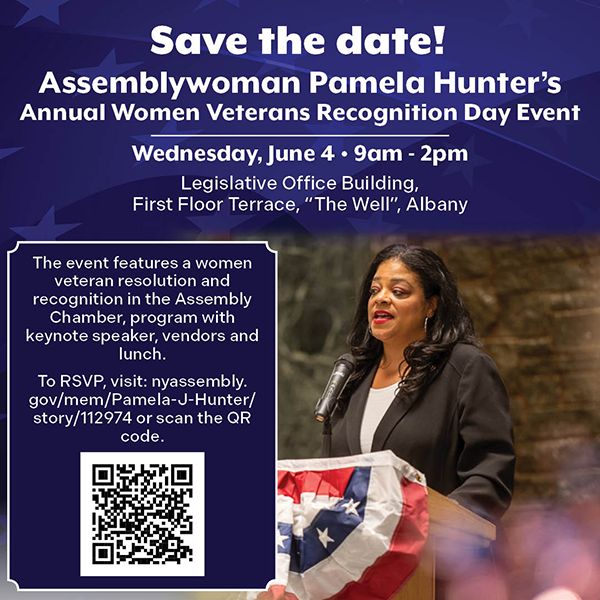 Save the date!
Assemblywoman Pamela Hunter’s
Annual Women Veterans Recognition Day Event
Wednesday, June 4 • 9am - 2pm
Legislative Office Building,
First Floor Terrace, “The Well”, Albany
The event features a women
veteran resolution and
recognition in the Assembly
Chamber, program with
keynote speaker, vendors and
lunch.
To RSVP, visit: nyassembly.
gov/mem/Pamela-J-Hunter/
story/112974 or scan the QR
code.